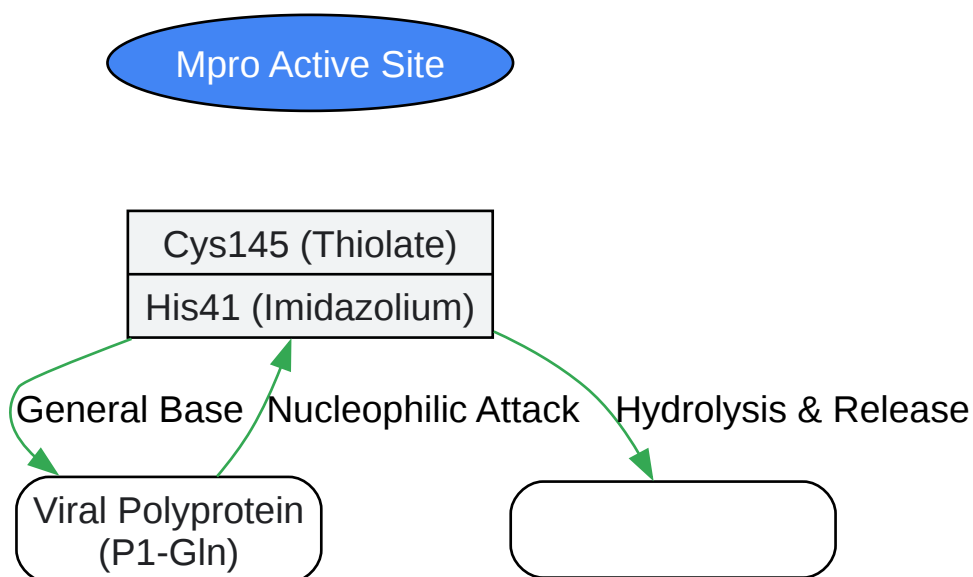 Mpro Active Site
Cys145 (Thiolate)
His41 (Imidazolium)
General Base
Nucleophilic Attack
Hydrolysis & Release
Viral Polyprotein
(P1-Gln)